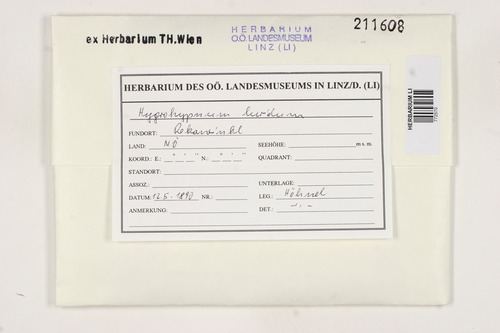 211608
ex Herbarium TH.Wien
HERBARIUM
O.Ö. LANDESMUSEUM
LINZ (LI)
HERBARIUM LI
HERBARIUM DES OÖ. LANDESMUSEUMS IN LINZ/D. (LI)
Hygrohypnum luridum
FUNDORT: Rekawinkl
LAND: NÖ SEEHÖHE: m s. m.
KOORD.: E.: ° ' " N.: ° ' " QUADRANT:
STANDORT:
ASSOZ.: UNTERLAGE:
DATUM: 12.5.1890 NR.: LEG.: Höhnel
ANMERKUNG: DET.: -"-